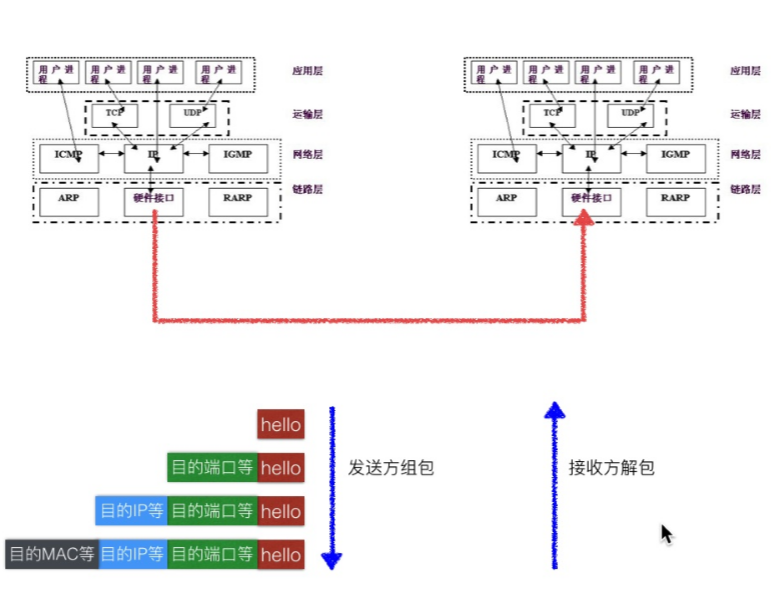 用户进程 用户进程 用户进程 用户进程 应用层
TCP UDP 运输层
ICMP IP IGMP 网络层
链路层
ARP 硬件接口 RARP
用户进程 用户进程 用户进程 用户进程 应用层
TCP UDP 运输层
ICMP IP IGMP 网络层
链路层
ARP 硬件接口 RARP
hello
目的端口等 hello
目的IP等 目的端口等 hello
目的MAC等 目的IP等 目的端口等 hello
发送方组包
接收方解包